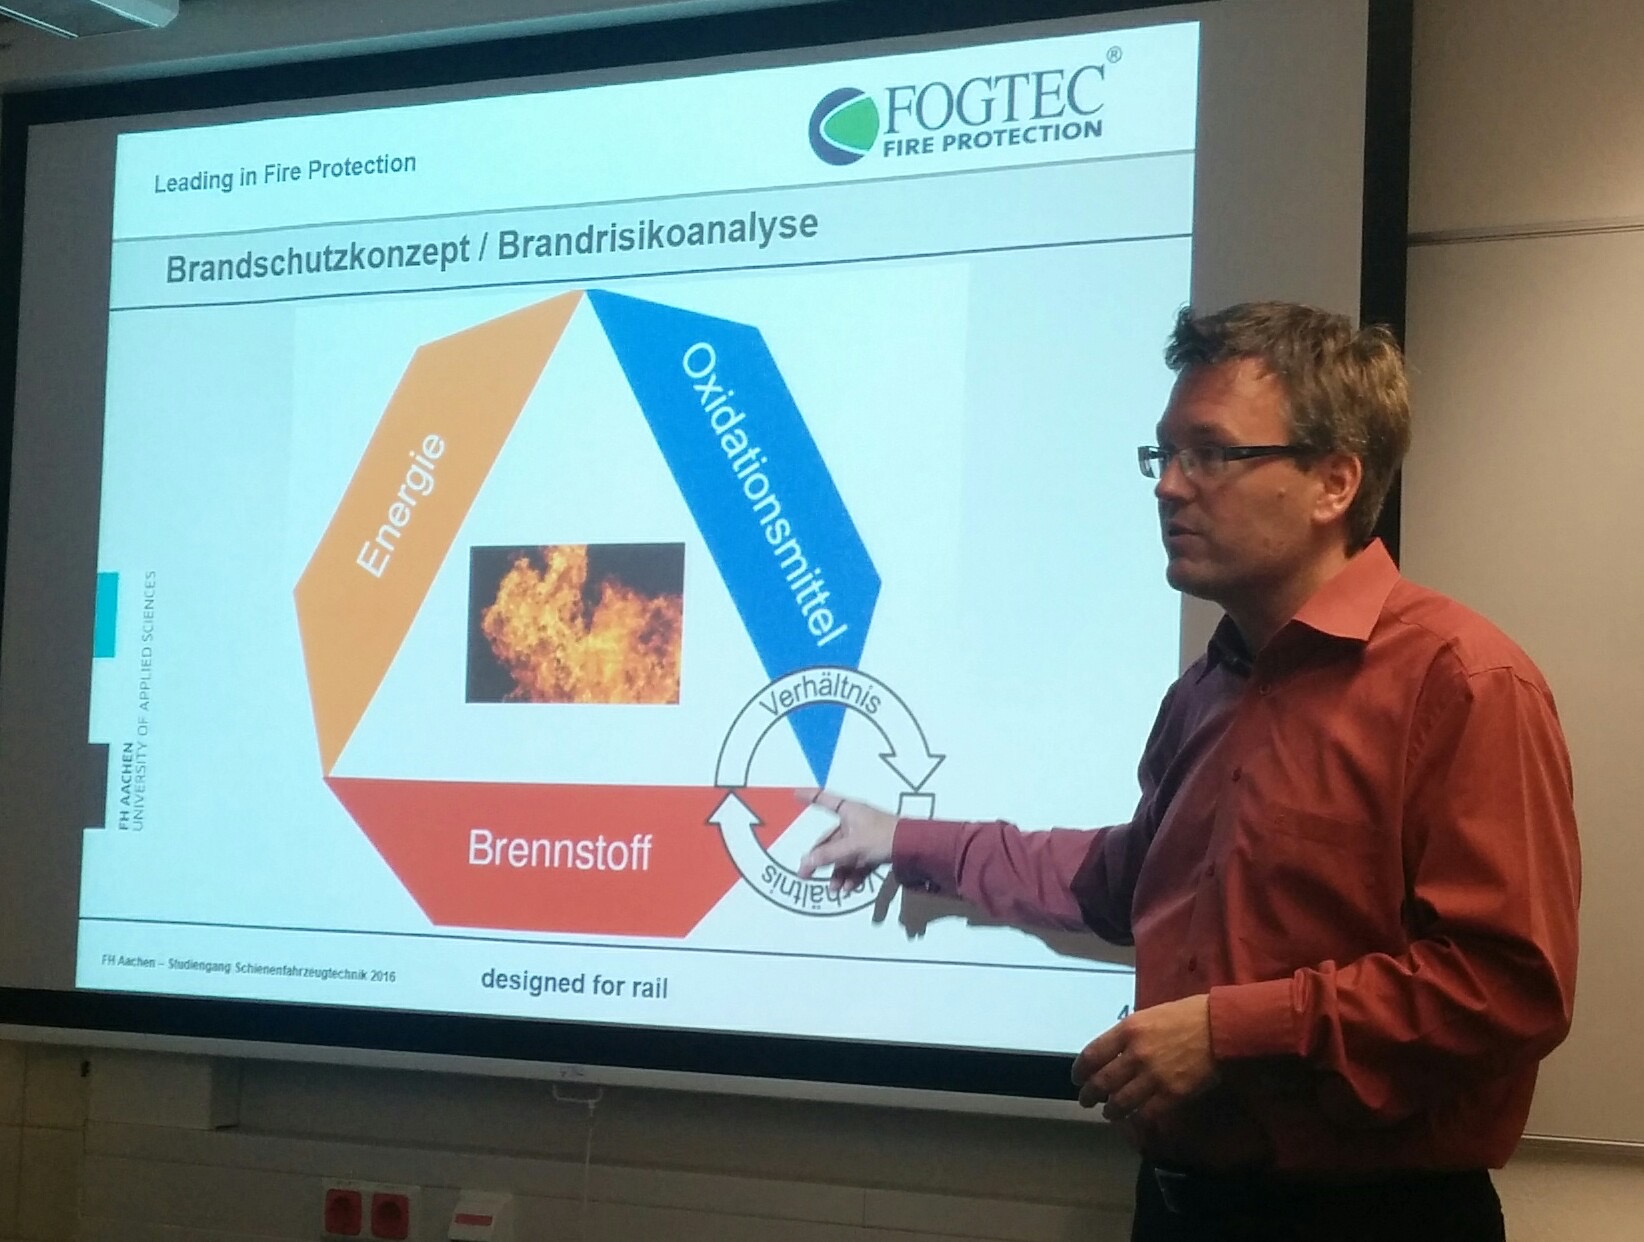 FOGTEC®
FIRE PROTECTION
Leading in Fire Protection
Brandschutzkonzept / Brandrisikoanalyse
Energie
Oxidationsmittel
Verhältnis
Brennstoff
Verhältnis
FH AACHEN
UNIVERSITY OF APPLIED SCIENCES
FH Aachen – Studiengang Schienenfahrzeugtechnik 2016
designed for rail